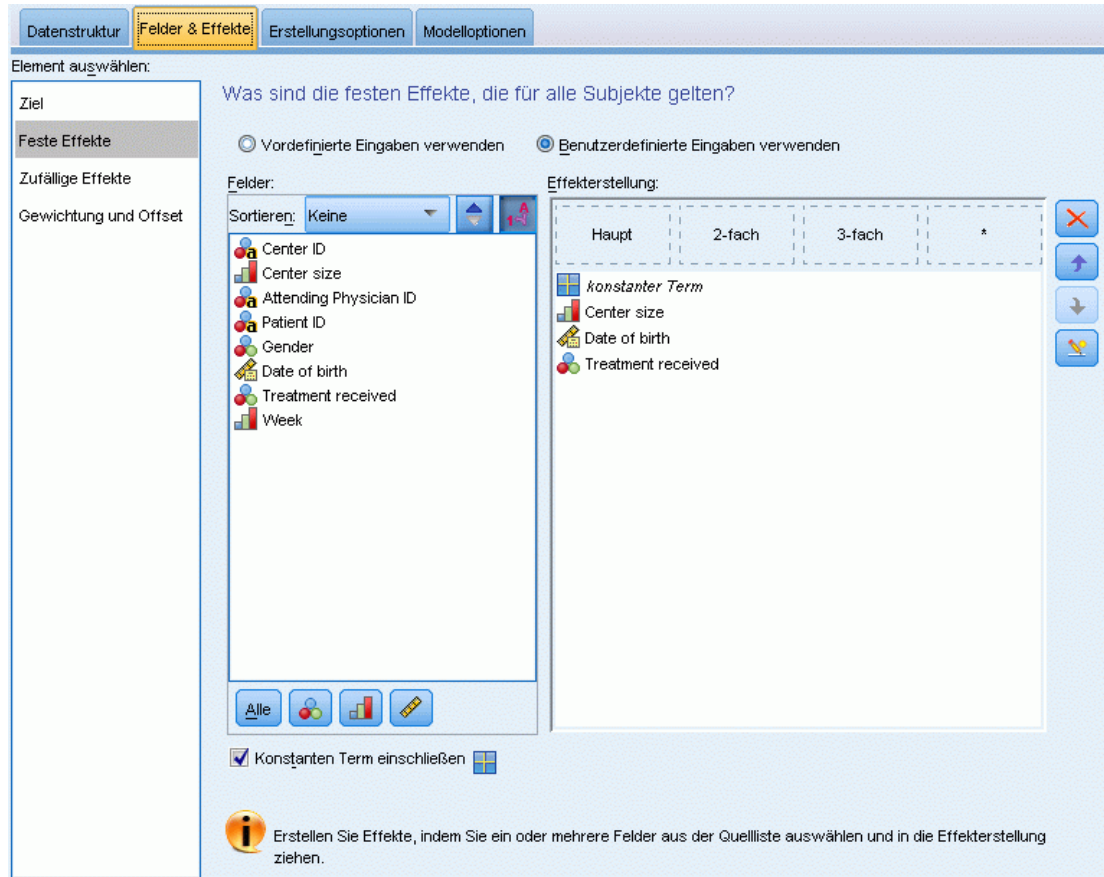 Datenstruktur
Felder & Effekte
Erstellungsoptionen
Modelloptionen
Element auswählen:
Ziel
Feste Effekte
Zufällige Effekte
Gewichtung und Offset
Was sind die festen Effekte, die für alle Subjekte gelten?
Vordefinierte Eingaben verwenden
Benutzerdefinierte Eingaben verwenden
Felder:
Sortieren: Keine
Center ID
Center size
Attending Physician ID
Patient ID
Gender
Date of birth
Treatment received
Week
Alle
Effekterstellung:
Haupt
2-fach
3-fach
*
konstanter Term
Center size
Date of birth
Treatment received
Konstanten Term einschließen
Erstellen Sie Effekte, indem Sie ein oder mehrere Felder aus der Quellliste auswählen und in die Effekterstellung
ziehen.